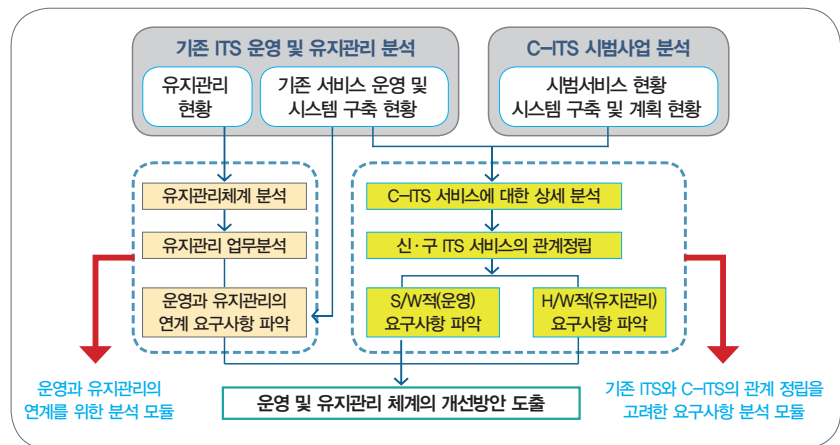 기존 ITS 운영 및 유지관리 분석
C-ITS 시범사업 분석
유지관리
현황
기존 서비스 운영 및
시스템 구축 현황
시범서비스 현황
시스템 구축 및 계획 현황
유지관리체계 분석
유지관리 업무분석
운영과 유지관리의
연계 요구사항 파악
C-ITS 서비스에 대한 상세 분석
신·구 ITS 서비스의 관계정립
S/W적(운영)
요구사항 파악
H/W적(유지관리)
요구사항 파악
운영과 유지관리의
연계를 위한 분석 모듈
운영 및 유지관리 체계의 개선방안 도출
기존 ITS와 C-ITS의 관계 정립을
고려한 요구사항 분석 모듈